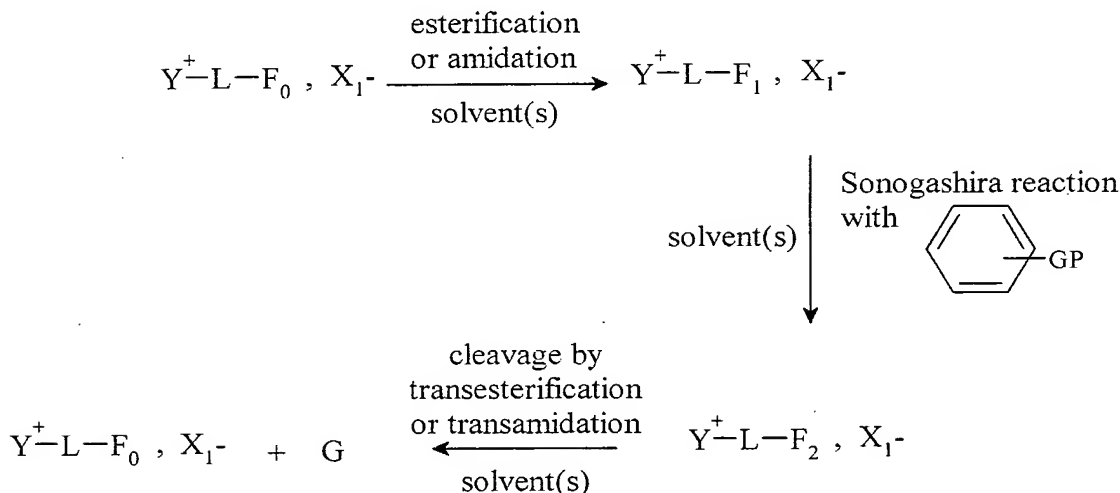 esterification
or amidation
Y⁺—L—F₀ , X₁-
solvent(s)
Y⁺—L—F₁ , X₁-
Sonogashira reaction
with
GP
solvent(s)
cleavage by
transesterification
or transamidation
Y⁺—L—F₀ , X₁- + G
solvent(s)
Y⁺—L—F₂ , X₁-